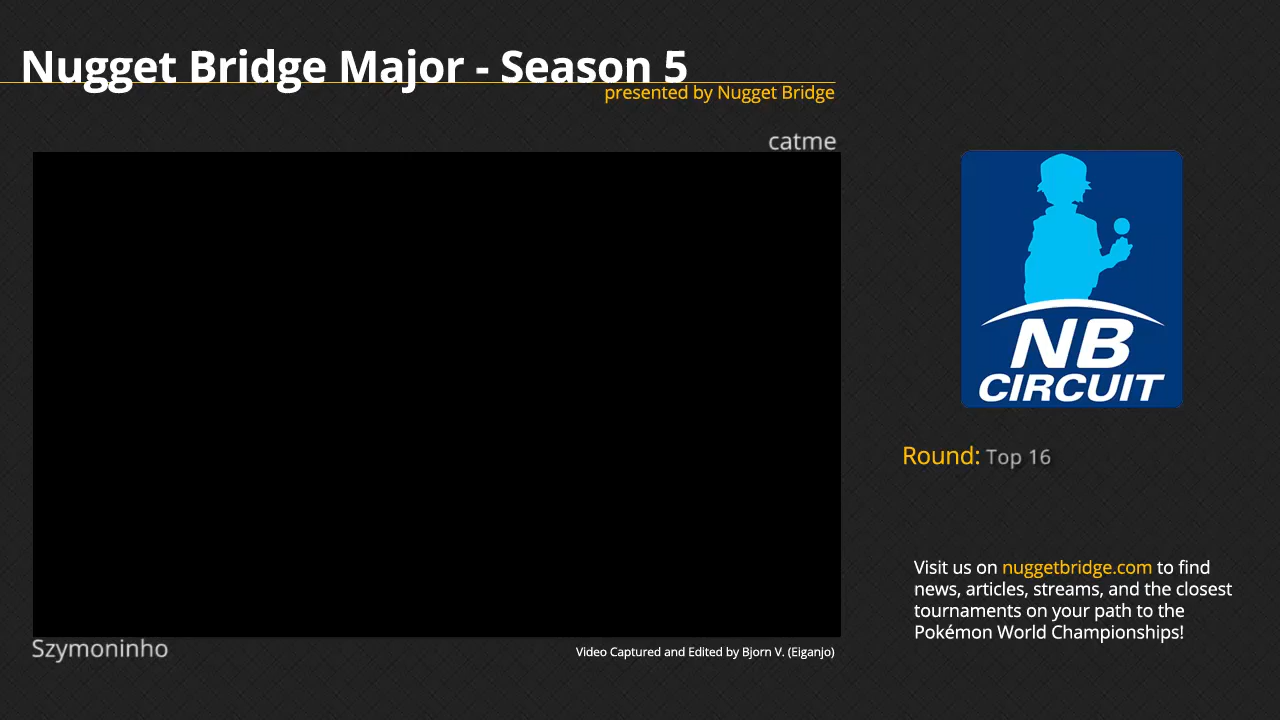 Nugget Bridge Major - Season 5
presented by Nugget Bridge
catme
NB
CIRCUIT
Round: Top 16
Visit us on nuggetbridge.com to find
news, articles, streams, and the closest
tournaments on your path to the
Pokémon World Championships!
Szymoninho
Video Captured and Edited by Bjorn V. (Eiganjo)